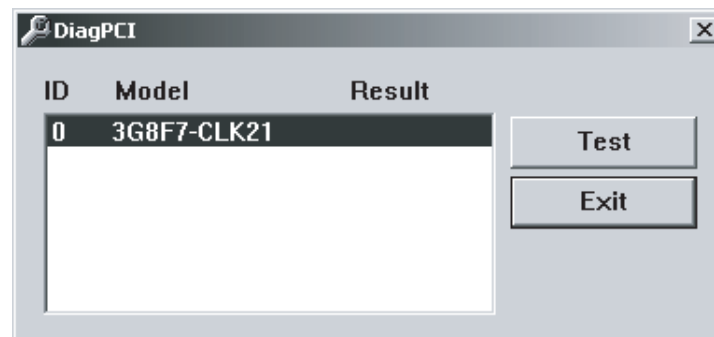 DiagPCI
ID Model Result
0 3G8F7-CLK21
Test
Exit